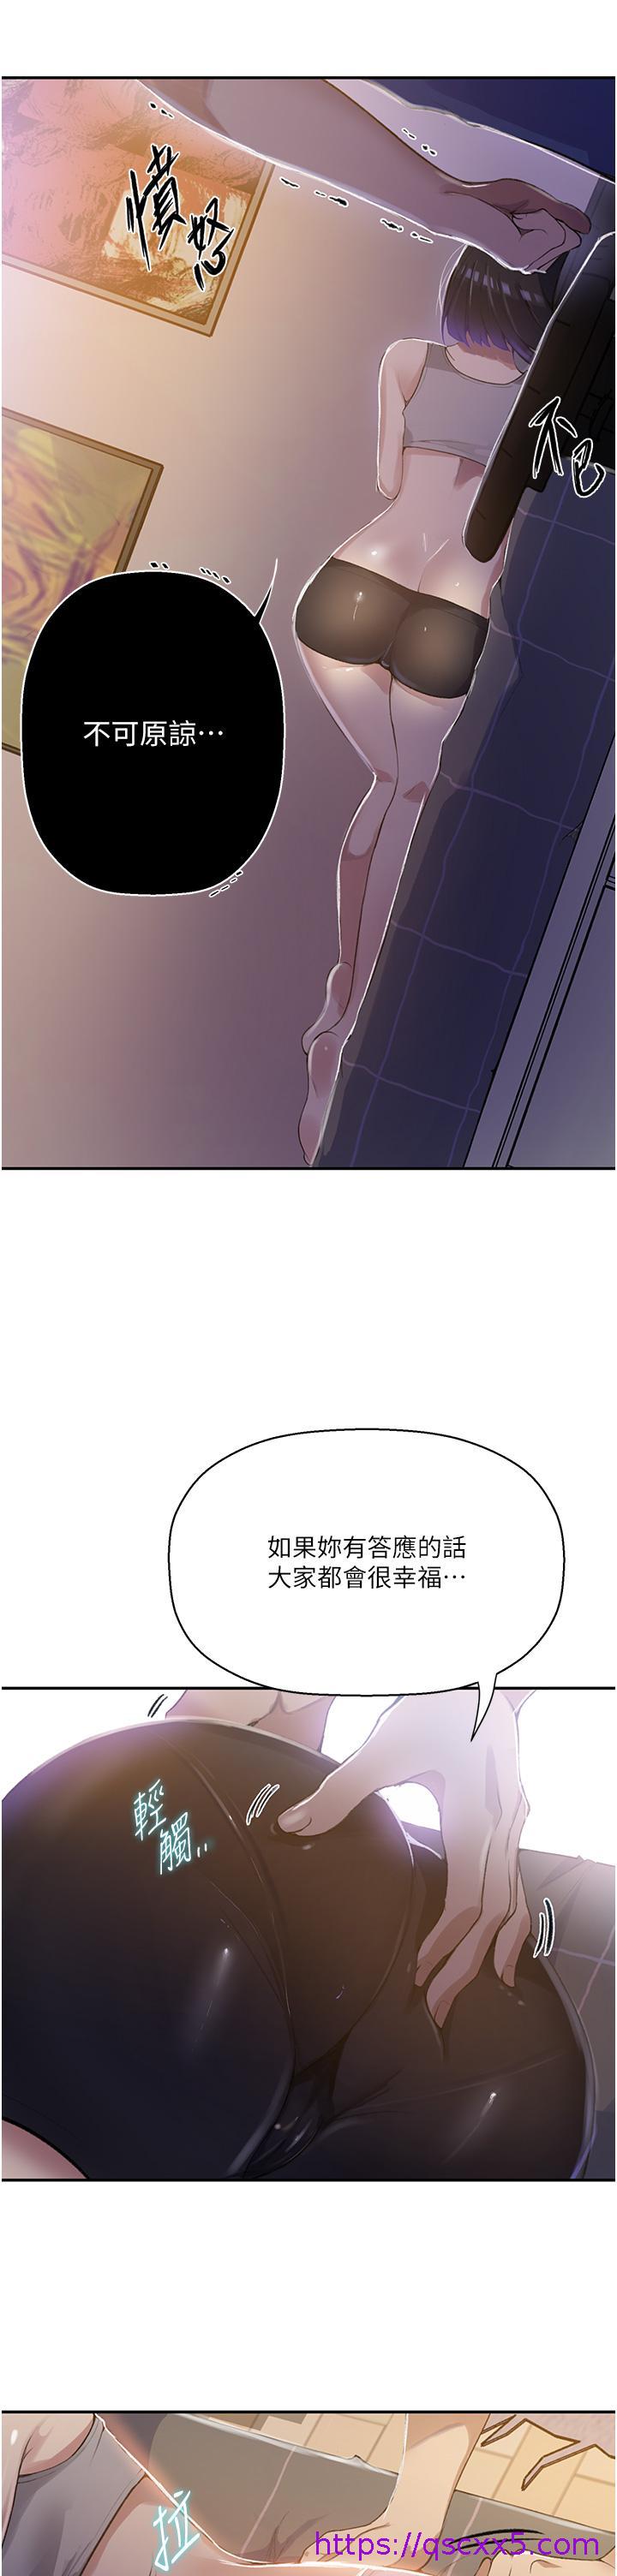 憤怒
不已
不可原諒…
如果妳有答應的話
大家都會很幸福…
輕觸..
拉
https://qscxx5.com